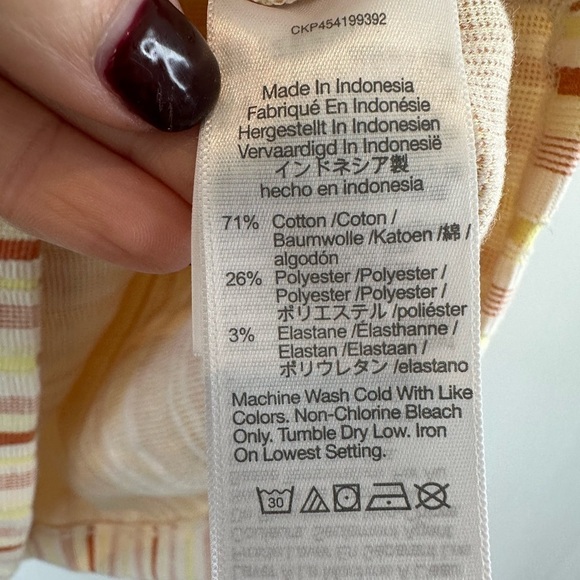 CKP454199392
Made In Indonesia
Fabriqué En Indonésie
Hergestellt In Indonesien
Vervaardigd In Indonesië
インドネシア製
hecho en indonesia
71% Cotton /Coton /
Baumwolle /Katoen /綿/
algodón
26% Polyester /Polyester /
Polyester /Polyester /
ポリエステル /poliéster
3% Elastane /Élasthanne /
Elastan /Elastaan /
ポリウレタン /elastano
Machine Wash Cold With Like
Colors. Non-Chlorine Bleach
Only. Tumble Dry Low. Iron
On Lowest Setting.
30